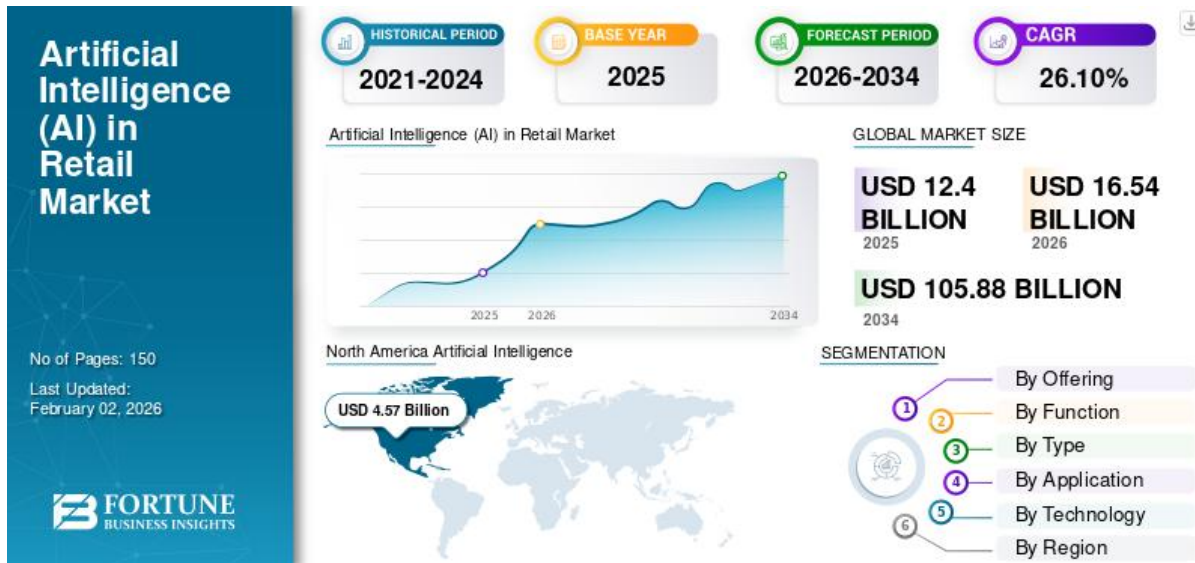 Artificial
Intelligence
(AI) in
Retail
Market
No of Pages: 150
Last Updated:
February 02, 2026
FORTUNE
BUSINESS INSIGHTS
HISTORICAL PERIOD
2021-2024
BASE YEAR
2025
FORECAST PERIOD
2026-2034
CAGR
26.10%
Artificial Intelligence (AI) in Retail Market
2025
2026
2034
GLOBAL MARKET SIZE
USD 12.4
BILLION
2025
USD 16.54
BILLION
2026
USD 105.88 BILLION
2034
North America Artificial Intelligence
USD 4.57 Billion
SEGMENTATION
1 By Offering
2 By Function
3 By Type
4 By Application
5 By Technology
6 By Region